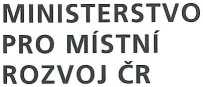 MINISTERSTVO
PRO MÍSTNÍ
ROZVOJ ČR